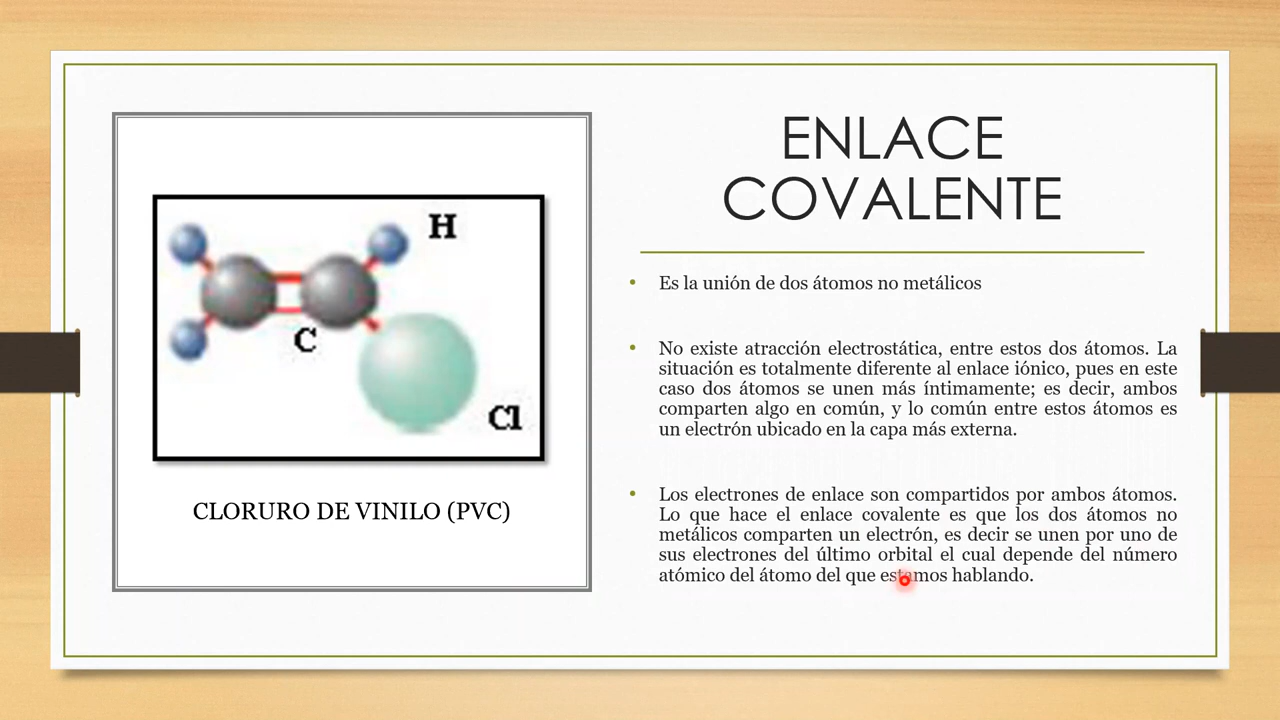 H
C
Cl
CLORURO DE VINILO (PVC)
ENLACE
COVALENTE
• Es la unión de dos átomos no metálicos
• No existe atracción electrostática, entre estos dos átomos. La
situación es totalmente diferente al enlace iónico, pues en este
caso dos átomos se unen más íntimamente; es decir, ambos
comparten algo en común, y lo común entre estos átomos es
un electrón ubicado en la capa más externa.
• Los electrones de enlace son compartidos por ambos átomos.
Lo que hace el enlace covalente es que los dos átomos no
metálicos comparten un electrón, es decir se unen por uno de
sus electrones del último orbital el cual depende del número
atómico del átomo del que estamos hablando.